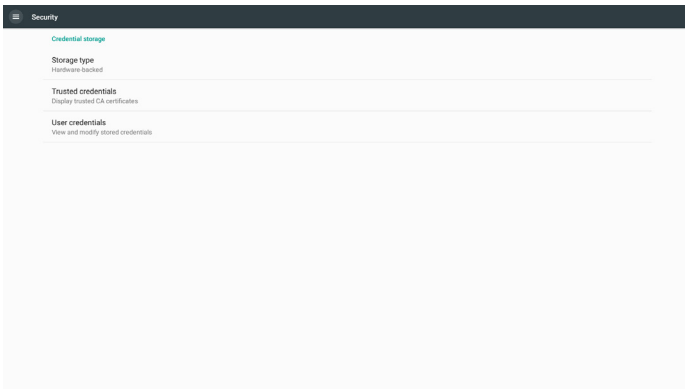 Security
Credential storage
Storage type
Hardware-backed
Trusted credentials
Display trusted CA certificates
User credentials
View and modify stored credentials